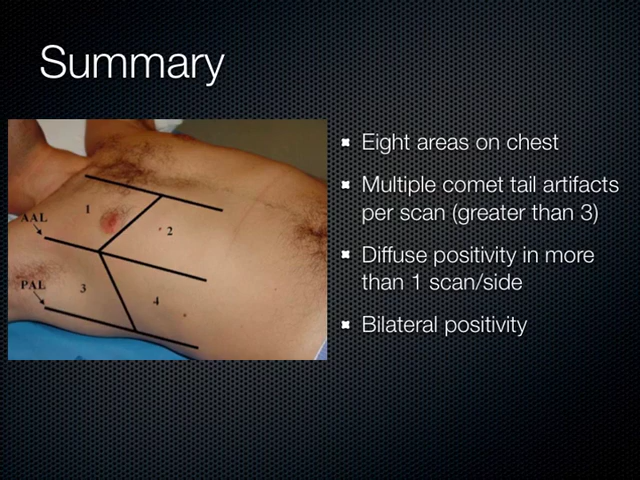 Summary
AAL
PAL
1
2
3
4
Eight areas on chest
Multiple comet tail artifacts
per scan (greater than 3)
Diffuse positivity in more
than 1 scan/side
Bilateral positivity